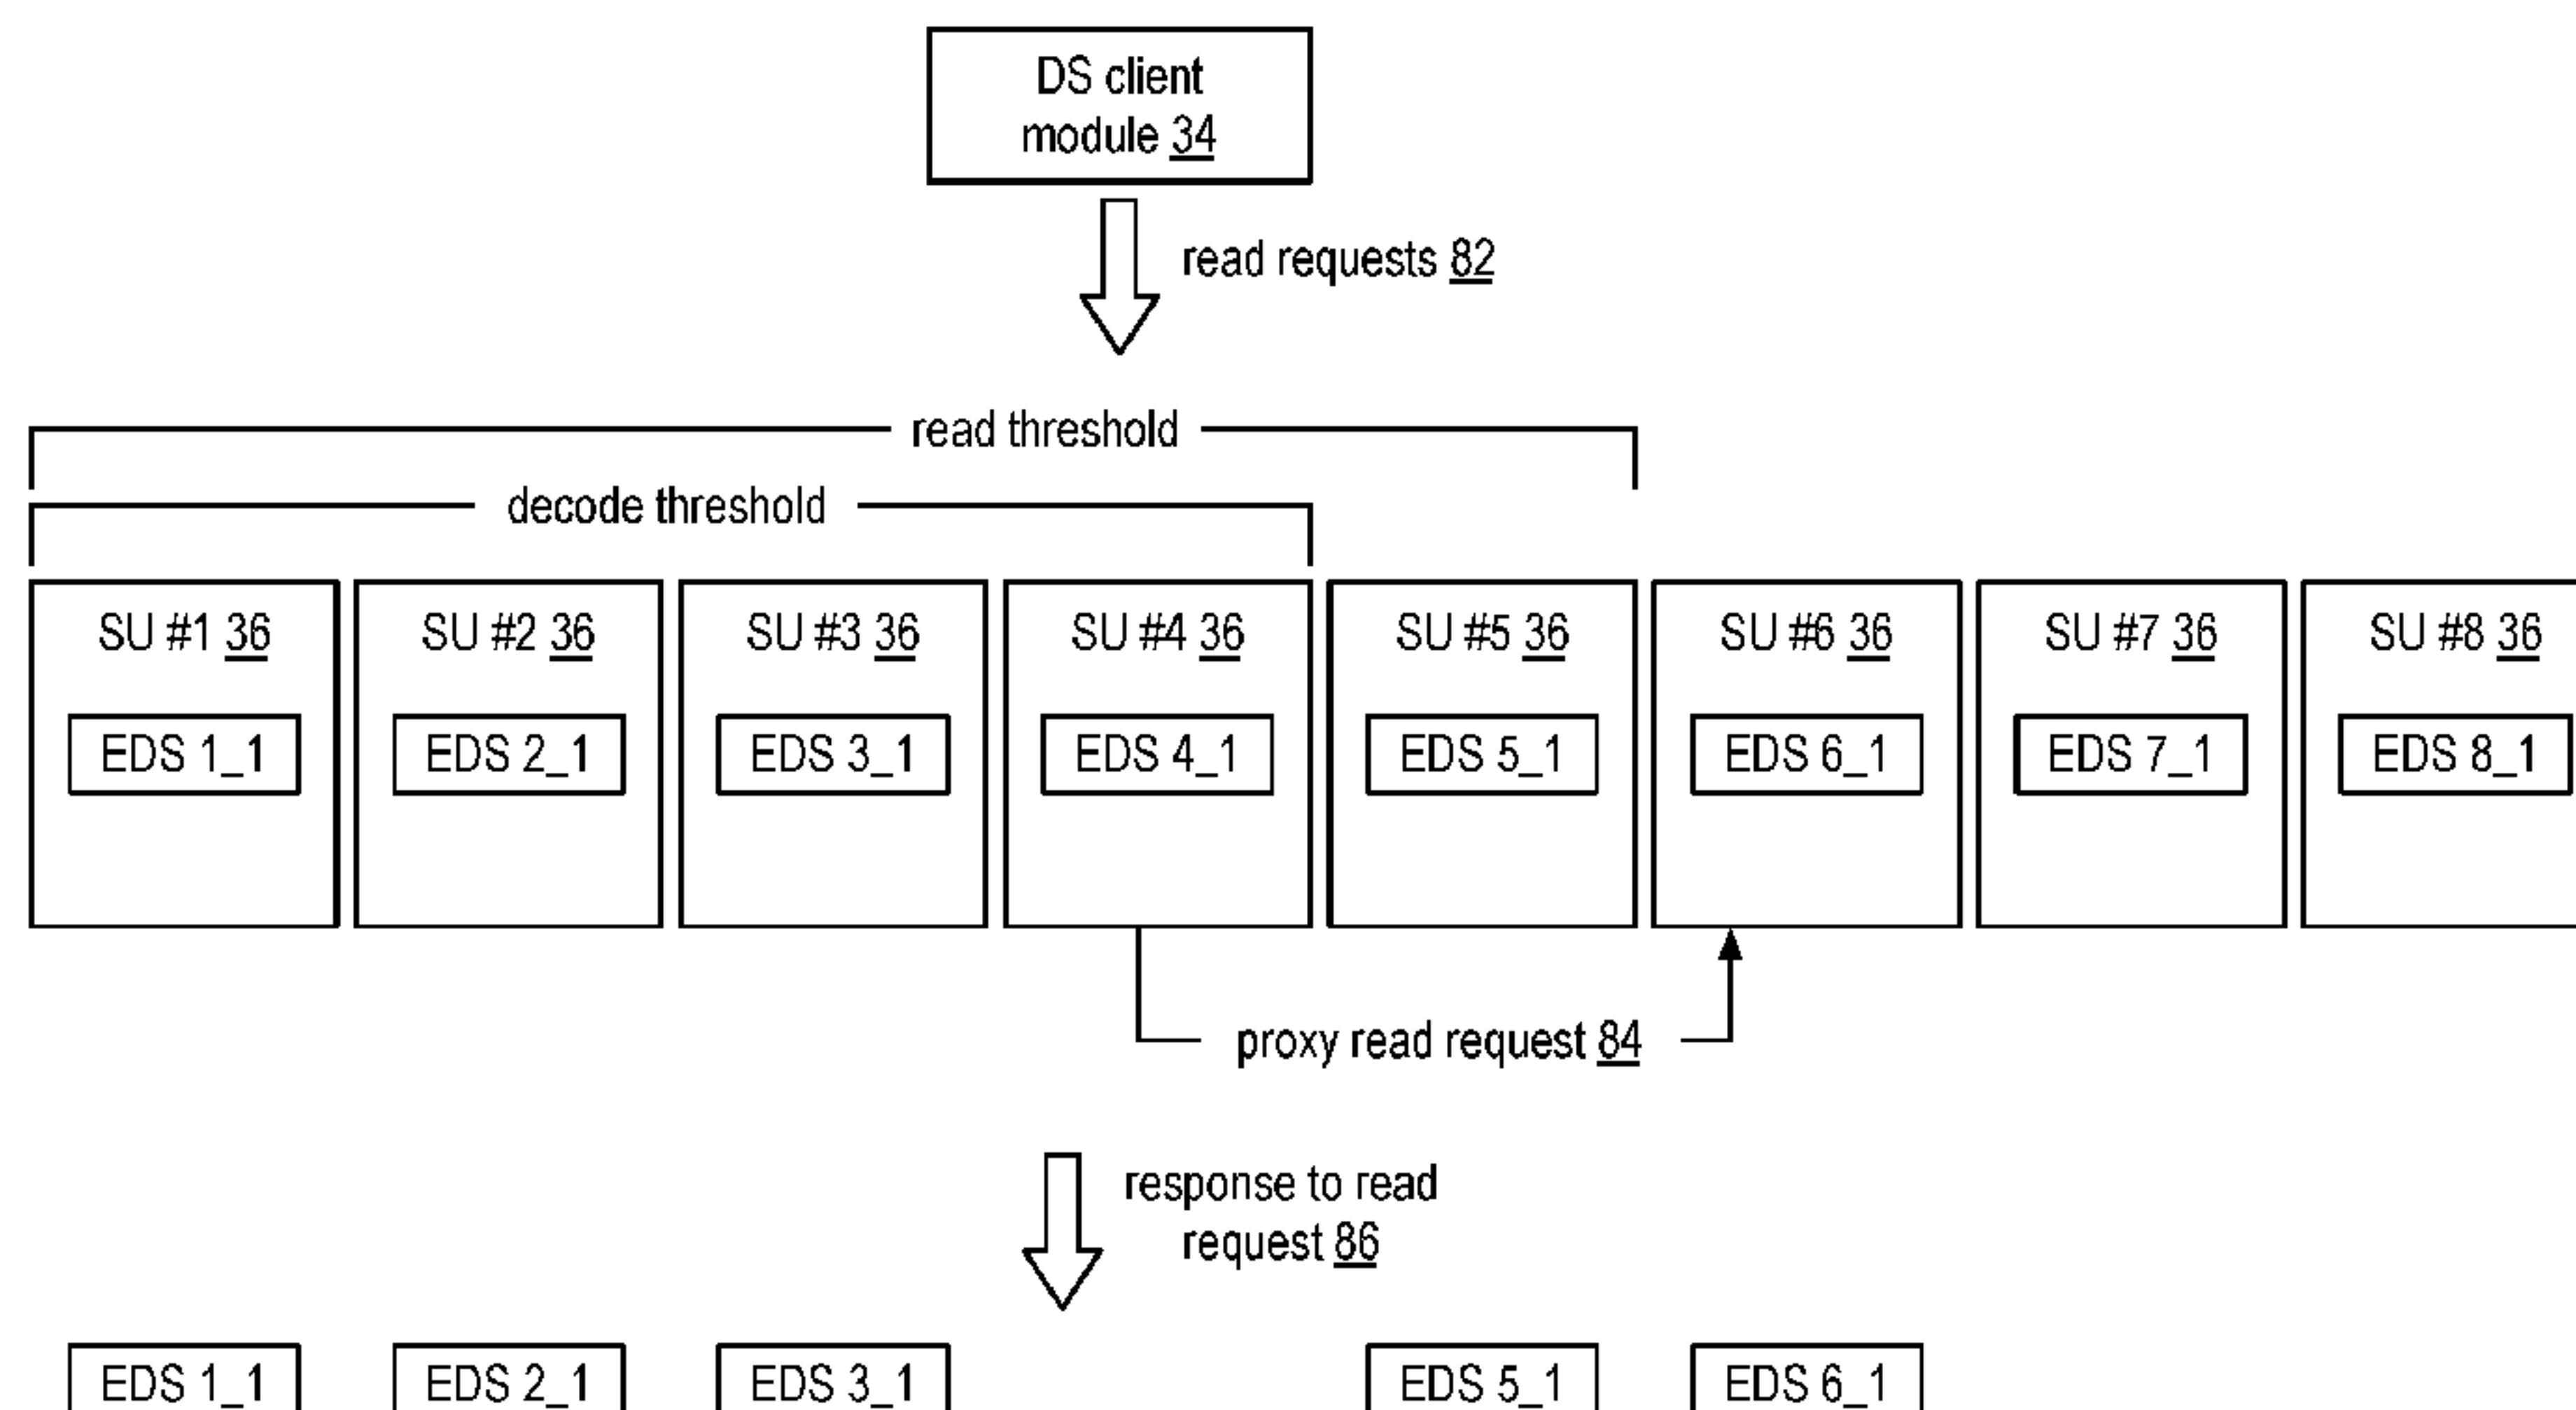 DS client
module 34
read requests 82
read threshold
decode threshold
SU #1 36
SU #2 36
SU #3 36
SU #4 36
SU #5 36
SU #6 36
SU #7 36
SU #8 36
EDS 1_1
EDS 2_1
EDS 3_1
EDS 4_1
EDS 5_1
EDS 6_1
EDS 7_1
EDS 8_1
proxy read request 84
response to read
request 86
EDS 1_1
EDS 2_1
EDS 3_1
EDS 5_1
EDS 6_1